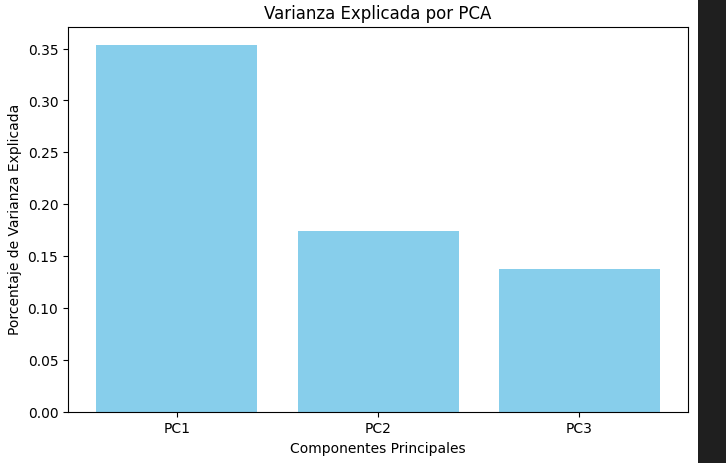 Varianza Explicada por PCA
Porcentaje de Varianza Explicada
0.35
0.30
0.25
0.20
0.15
0.10
0.05
0.00
PC1 PC2 PC3
Componentes Principales